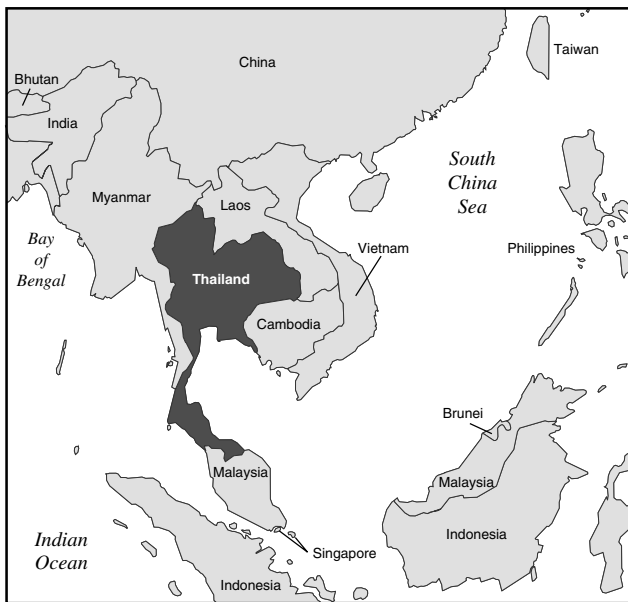 Taiwan
China
Bhutan
India
South
China
Sea
Myanmar
Laos
Bay
of
Bengal
Vietnam
Philippines
Thailand
Cambodia
Brunei
Malaysia
Malaysia
Indonesia
Indian
Ocean
Singapore
Indonesia